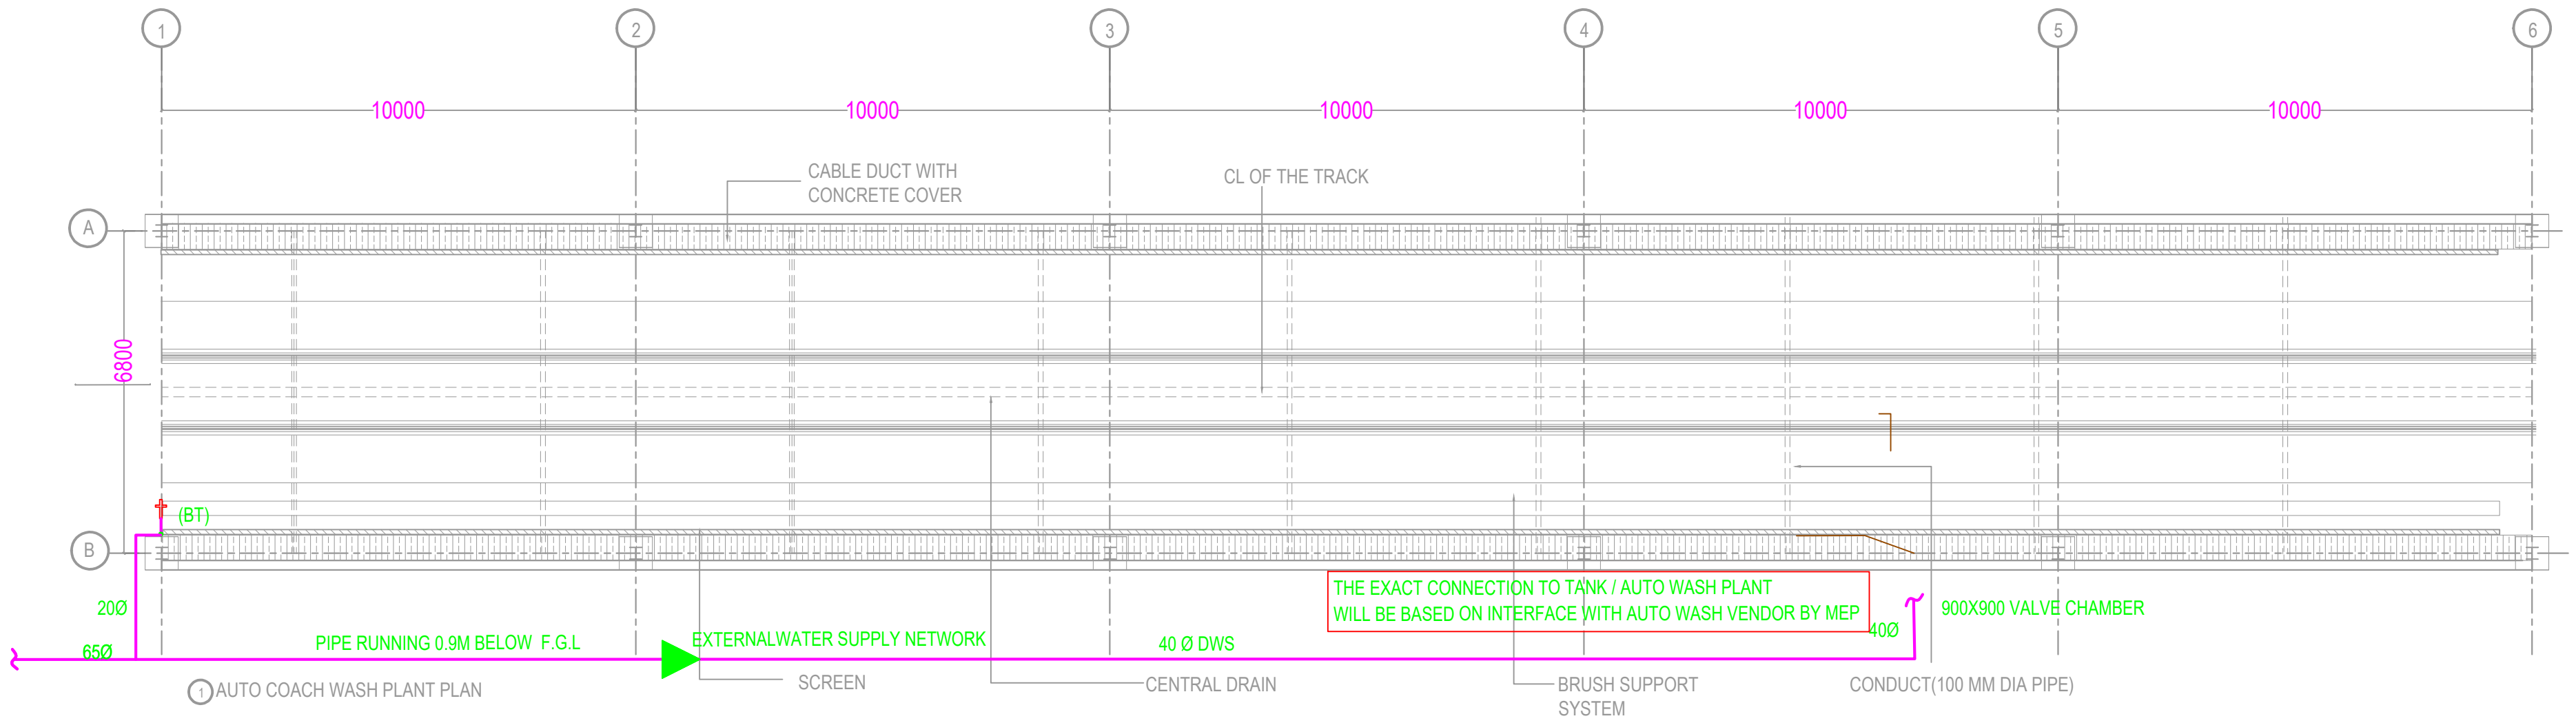 1 2 3 4 5 6
10000 10000 10000 10000 10000
CABLE DUCT WITH
CONCRETE COVER
CL OF THE TRACK
A
6800
(BT)
B
THE EXACT CONNECTION TO TANK / AUTO WASH PLANT
WILL BE BASED ON INTERFACE WITH AUTO WASH VENDOR BY MEP
20Ø
900X900 VALVE CHAMBER
40Ø
65Ø
PIPE RUNNING 0.9M BELOW F.G.L
EXTERNALWATER SUPPLY NETWORK
40 Ø DWS
1 AUTO COACH WASH PLANT PLAN
SCREEN
CENTRAL DRAIN
BRUSH SUPPORT
SYSTEM
CONDUCT(100 MM DIA PIPE)